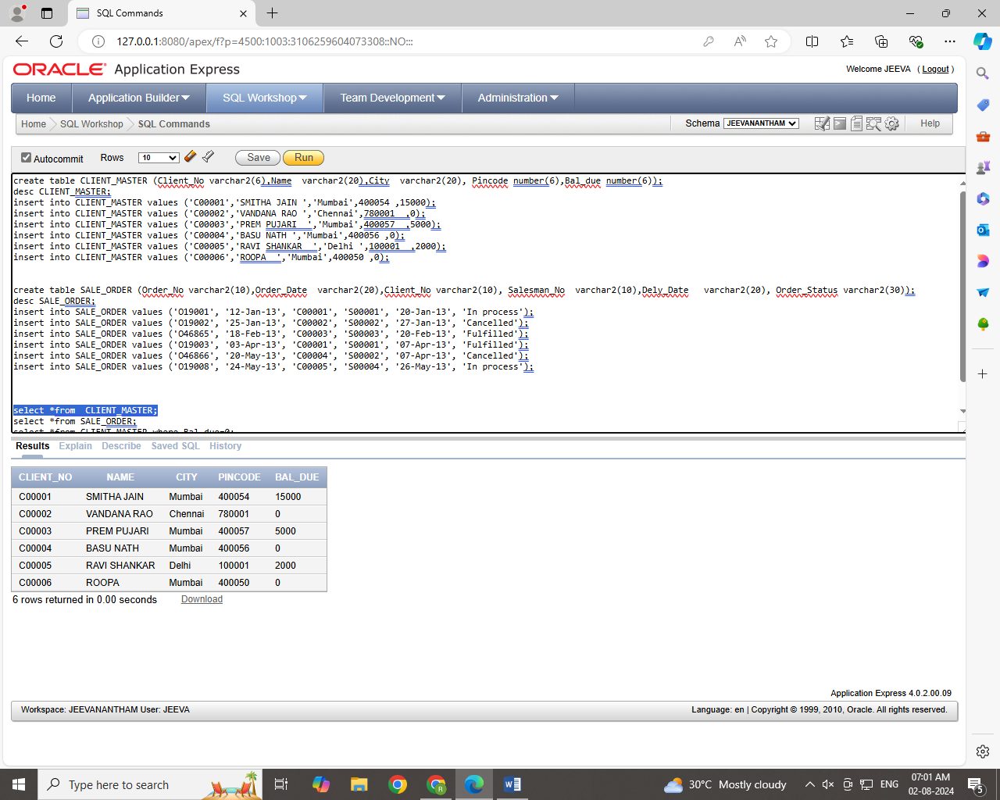 SQL Commands
127.0.0.1:8080/apex/f?p=4500:1003:3106259604073308::NO:::
ORACLE Application Express
Welcome JEEVA ( Logout )
Home Application Builder SQL Workshop Team Development Administration
Home SQL Workshop SQL Commands Schema JEEVANANTHAM Help
Autocommit Rows 10 Save Run
create table CLIENT_MASTER (Client_No varchar2(6),Name  varchar2(20),City  varchar2(20), Pincode number(6),Bal_due number(6));
desc CLIENT_MASTER;
insert into CLIENT_MASTER values ('C00001','SMITHA JAIN ','Mumbai',400054 ,15000);
insert into CLIENT_MASTER values ('C00002','VANDANA RAO ','Chennai',780001  ,0);
insert into CLIENT_MASTER values ('C00003','PREM PUJARI  ','Mumbai',400057  ,5000);
insert into CLIENT_MASTER values ('C00004','BASU NATH ','Mumbai',400056 ,0);
insert into CLIENT_MASTER values ('C00005','RAVI SHANKAR  ','Delhi ',100001  ,2000);
insert into CLIENT_MASTER values ('C00006','ROOPA  ','Mumbai',400050 ,0);
create table SALE_ORDER (Order_No varchar2(10),Order_Date  varchar2(20),Client_No varchar2(10), Salesman_No  varchar2(10),Dely_Date   varchar2(20), Order_Status varchar2(30));
desc SALE_ORDER;
insert into SALE_ORDER values ('O19001', '12-Jan-13', 'C00001', 'S00001', '20-Jan-13', 'In process');
insert into SALE_ORDER values ('O19002', '25-Jan-13', 'C00002', 'S00002', '27-Jan-13', 'Cancelled');
insert into SALE_ORDER values ('O46865', '18-Feb-13', 'C00003', 'S00003', '20-Feb-13', 'Fulfilled');
insert into SALE_ORDER values ('O19003', '03-Apr-13', 'C00001', 'S00001', '07-Apr-13', 'Fulfilled');
insert into SALE_ORDER values ('O46866', '20-May-13', 'C00004', 'S00002', '07-Apr-13', 'Cancelled');
insert into SALE_ORDER values ('O19008', '24-May-13', 'C00005', 'S00004', '26-May-13', 'In process');
select *from  CLIENT_MASTER;
select *from SALE_ORDER;
select *from CLIENT_MASTER where Bal_due=0;
Results Explain Describe Saved SQL History
CLIENT_NO NAME CITY PINCODE BAL_DUE
C00001 SMITHA JAIN Mumbai 400054 15000
C00002 VANDANA RAO Chennai 780001 0
C00003 PREM PUJARI Mumbai 400057 5000
C00004 BASU NATH Mumbai 400056 0
C00005 RAVI SHANKAR Delhi 100001 2000
C00006 ROOPA Mumbai 400050 0
6 rows returned in 0.00 seconds Download
Application Express 4.0.2.00.09
Workspace: JEEVANANTHAM User: JEEVA Language: en | Copyright © 1999, 2010, Oracle. All rights reserved.
Type here to search 30°C Mostly cloudy ENG 07:01 AM
02-08-2024 5